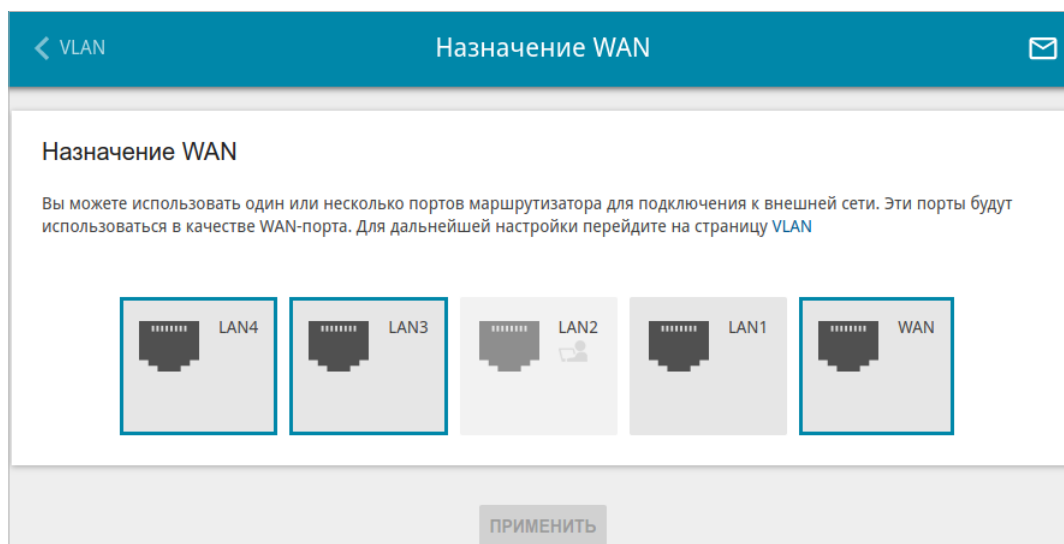 VLAN
Назначение WAN
Назначение WAN
Вы можете использовать один или несколько портов маршрутизатора для подключения к внешней сети. Эти порты будут
использоваться в качестве WAN-порта. Для дальнейшей настройки перейдите на страницу VLAN
LAN4
LAN3
LAN2
LAN1
WAN
ПРИМЕНИТЬ